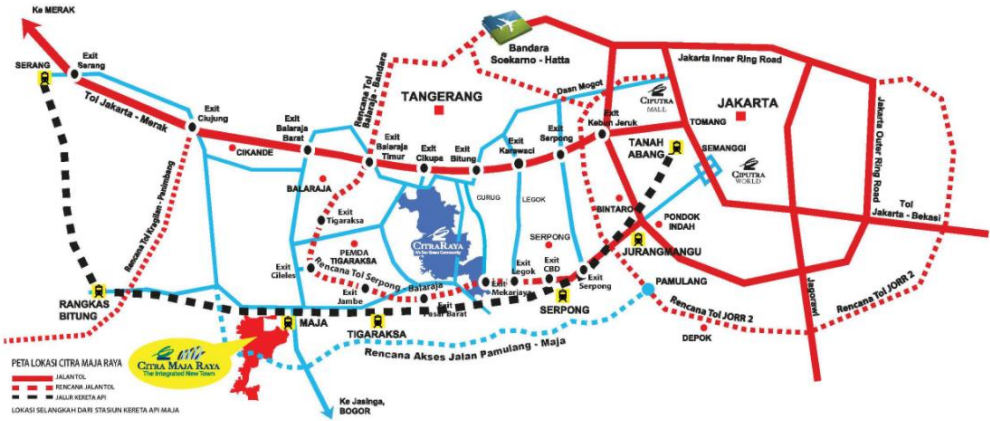 Ke MERAK
SERANG
Exit
Serang
Tol Jakarta - Merak
Exit
Ciujung
CIKANDE
Exit
Balaraja
Barat
Rencana Tol
Balaraja - Bandara
Exit
Balaraja
Timur
TANGERANG
Bandara
Soekarno - Hatta
Exit
Cikupa
Exit
Bitung
Exit
Karawaci
Exit
Serpong
Daan Mogot
Exit
Kebun Jeruk
CIPUTRA
MALL
Jakarta Inner Ring Road
JAKARTA
TOMANG
TANAH
ABANG
SEMANGGI
CIPUTRA
WORLD
Jakarta Outer Ring Road
Tol
Jakarta - Bekasi
BALARAJA
Exit
Tigaraksa
PEMDA
TIGARAKSA
CURUG
LEGOK
CITRARAYA
SERPONG
BINTARO
PONDOK
INDAH
JURANGMANGU
Rencana Tol Kragilan - Panimbang
Exit
Cileles
Rencana Tol Serpong - Balaraja
Exit
Jambe
Barat
Exit
Mekarjaya
Exit
Legok
Exit
CBD
Exit
Serpong
SERPONG
PAMULANG
Rencana Tol JORR 2
Rencana Tol JORR 2
Jagorawi
DEPOK
RANGKAS
BITUNG
MAJA
TIGARAKSA
Rencana Akses Jalan Pamulang - Maja
CITRA MAJA RAYA
The Integrated New Town
Ke Jasinga,
BOGOR
PETA LOKASI CITRA MAJA RAYA
JALAN TOL
RENCANA JALAN TOL
JALUR KERETA API
LOKASI SELANGKAH DARI STASIUN KERETA API MAJA